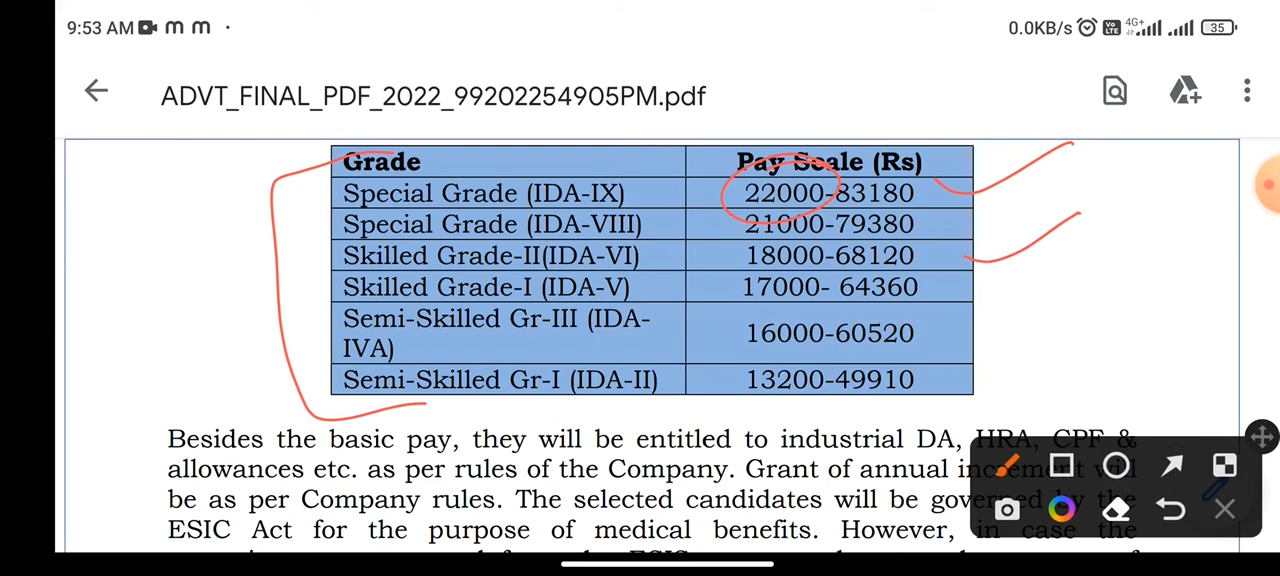 9:53 AM m m ·
0.0KB/s Vo LTE 4G+ 35
ADVT_FINAL_PDF_2022_99202254905PM.pdf
Grade Pay Scale (Rs)
Special Grade (IDA-IX) 22000-83180
Special Grade (IDA-VIII) 21000-79380
Skilled Grade-II(IDA-VI) 18000-68120
Skilled Grade-I (IDA-V) 17000- 64360
Semi-Skilled Gr-III (IDA-
IVA) 16000-60520
Semi-Skilled Gr-I (IDA-II) 13200-49910
Besides the basic pay, they will be entitled to industrial DA, HRA, CPF &
allowances etc. as per rules of the Company. Grant of annual increment will
be as per Company rules. The selected candidates will be governed by the
ESIC Act for the purpose of medical benefits. However, in case the